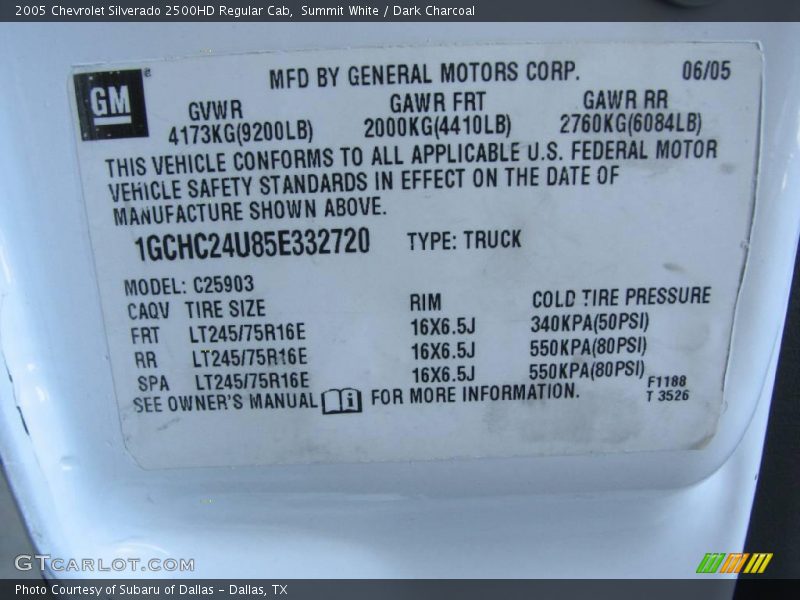 2005 Chevrolet Silverado 2500HD Regular Cab, Summit White / Dark Charcoal
GM
MFD BY GENERAL MOTORS CORP. 06/05
GVWR GAWR FRT GAWR RR
4173KG(9200LB) 2000KG(4410LB) 2760KG(6084LB)
THIS VEHICLE CONFORMS TO ALL APPLICABLE U.S. FEDERAL MOTOR
VEHICLE SAFETY STANDARDS IN EFFECT ON THE DATE OF
MANUFACTURE SHOWN ABOVE.
1GCHC24U85E332720 TYPE: TRUCK
MODEL: C25903
CAQV TIRE SIZE RIM COLD TIRE PRESSURE
FRT LT245/75R16E 16X6.5J 340KPA(50PSI)
RR LT245/75R16E 16X6.5J 550KPA(80PSI)
SPA LT245/75R16E 16X6.5J 550KPA(80PSI)
SEE OWNER'S MANUAL i FOR MORE INFORMATION.
F1188
T 3526
GTCARLOT.COM
Photo Courtesy of Subaru of Dallas - Dallas, TX